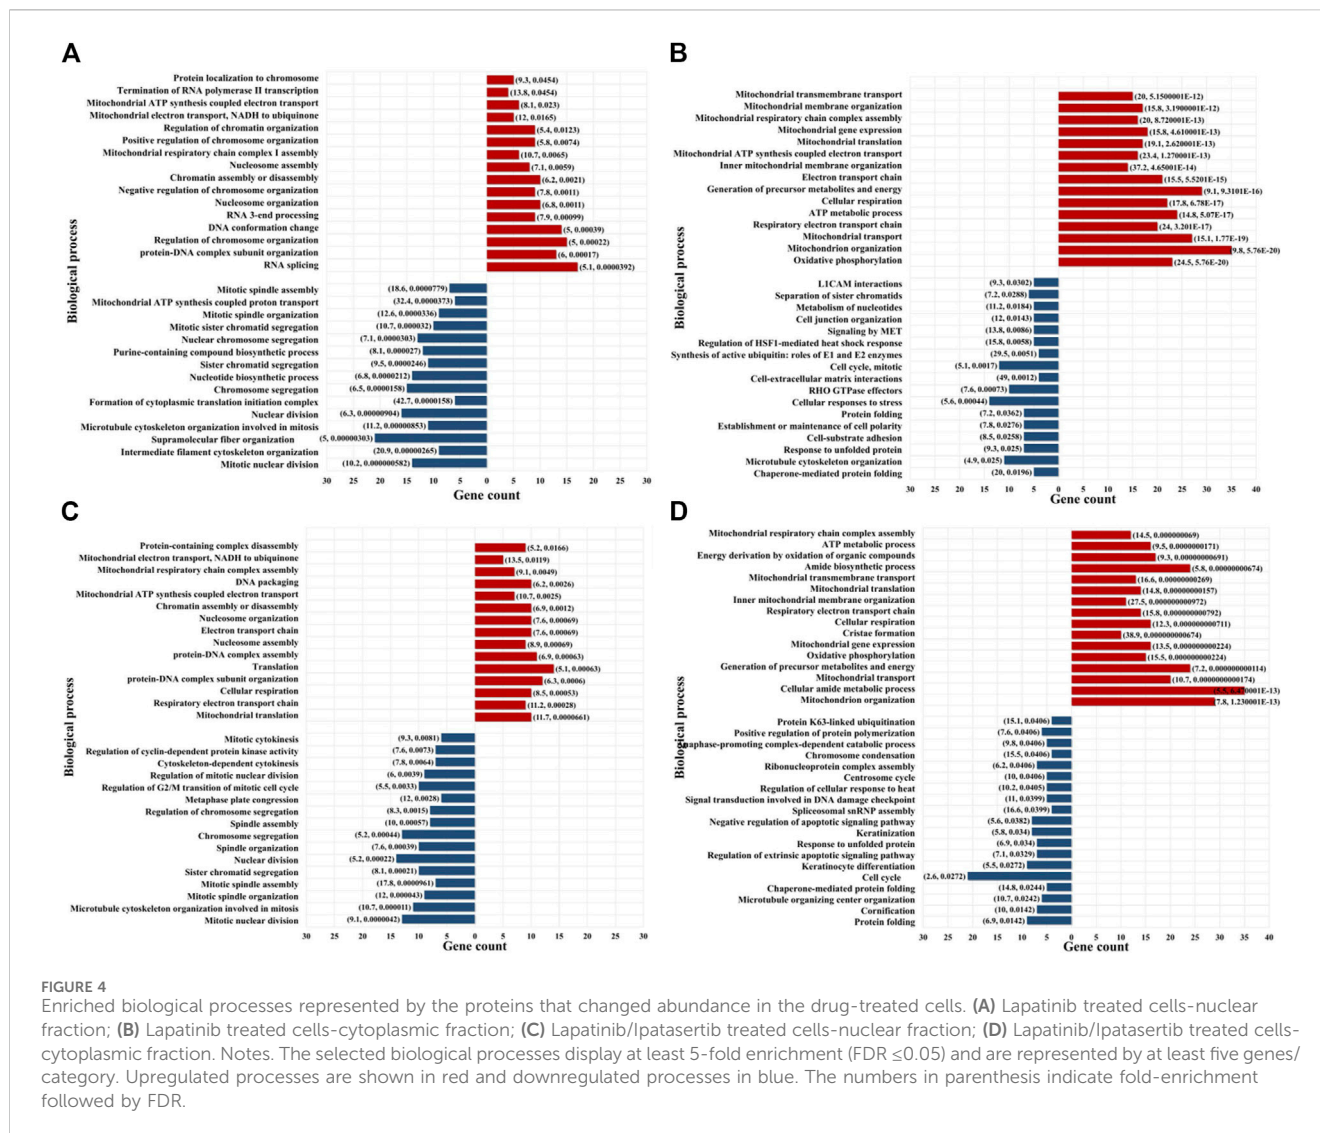 A
Biological process
Protein localization to chromosome (9.3, 0.0454)
Termination of RNA polymerase II transcription (13.8, 0.0454)
Mitochondrial ATP synthesis coupled electron transport (8.1, 0.023)
Mitochondrial electron transport, NADH to ubiquinone (12, 0.0165)
Regulation of chromatin organization (5.4, 0.0123)
Positive regulation of chromosome organization (5.8, 0.0074)
Mitochondrial respiratory chain complex I assembly (10.7, 0.0065)
Nucleosome assembly (7.1, 0.0059)
Chromatin assembly or disassembly (6.2, 0.0021)
Negative regulation of chromosome organization (7.8, 0.0011)
Nucleosome organization (6.8, 0.0011)
RNA 3-end processing (7.9, 0.00099)
DNA conformation change (5, 0.00039)
Regulation of chromosome organization (5, 0.00022)
protein-DNA complex subunit organization (6, 0.00017)
RNA splicing (5.1, 0.0000392)
Mitotic spindle assembly (18.6, 0.0000779)
Mitochondrial ATP synthesis coupled proton transport (32.4, 0.0000373)
Mitotic spindle organization (12.6, 0.0000336)
Mitotic sister chromatid segregation (10.7, 0.000032)
Nuclear chromosome segregation (7.1, 0.0000303)
Purine-containing compound biosynthetic process (8.1, 0.000027)
Sister chromatid segregation (9.5, 0.0000246)
Nucleotide biosynthetic process (6.8, 0.0000212)
Chromosome segregation (6.5, 0.0000158)
Formation of cytoplasmic translation initiation complex (42.7, 0.0000158)
Nuclear division (6.3, 0.00000904)
Microtubule cytoskeleton organization involved in mitosis (11.2, 0.00000853)
Supramolecular fiber organization (5, 0.00000303)
Intermediate filament cytoskeleton organization (20.9, 0.00000265)
Mitotic nuclear division (10.2, 0.000000582)
30 25 20 15 10 5 0 5 10 15 20 25 30
Gene count
B
Biological process
Mitochondrial transmembrane transport (20, 5.1500001E-12)
Mitochondrial membrane organization (15.8, 3.1900001E-12)
Mitochondrial respiratory chain complex assembly (20, 8.720001E-13)
Mitochondrial gene expression (15.8, 4.610001E-13)
Mitochondrial translation (19.1, 2.620001E-13)
Mitochondrial ATP synthesis coupled electron transport (23.4, 1.270001E-13)
Inner mitochondrial membrane organization (37.2, 4.65001E-14)
Electron transport chain (15.5, 5.5201E-15)
Generation of precursor metabolites and energy (9.1, 9.3101E-16)
Cellular respiration (17.8, 6.78E-17)
ATP metabolic process (14.8, 5.07E-17)
Respiratory electron transport chain (24, 3.201E-17)
Mitochondrial transport (15.1, 1.77E-19)
Mitochondrion organization 9.8, 5.76E-20)
Oxidative phosphorylation (24.5, 5.76E-20)
L1CAM interactions (9.3, 0.0302)
Separation of sister chromatids (7.2, 0.0288)
Metabolism of nucleotides (11.2, 0.0184)
Cell junction organization (12, 0.0143)
Signaling by MET (13.8, 0.0086)
Regulation of HSF1-mediated heat shock response (15.8, 0.0058)
Synthesis of active ubiquitin: roles of E1 and E2 enzymes (29.5, 0.0051)
Cell cycle, mitotic (5.1, 0.0017)
Cell-extracellular matrix interactions (49, 0.0012)
RHO GTPase effectors (7.6, 0.00073)
Cellular responses to stress (5.6, 0.00044)
Protein folding (7.2, 0.0362)
Establishment or maintenance of cell polarity (7.8, 0.0276)
Cell-substrate adhesion (8.5, 0.0258)
Response to unfolded protein (9.3, 0.025)
Microtubule cytoskeleton organization (4.9, 0.025)
Chaperone-mediated protein folding (20, 0.0196)
30 25 20 15 10 5 0 5 10 15 20 25 30 35 40
Gene count
C
Biological process
Protein-containing complex disassembly (5.2, 0.0166)
Mitochondrial electron transport, NADH to ubiquinone (13.5, 0.0119)
Mitochondrial respiratory chain complex assembly (9.1, 0.0049)
DNA packaging (6.2, 0.0026)
Mitochondrial ATP synthesis coupled electron transport (10.7, 0.0025)
Chromatin assembly or disassembly (6.9, 0.0012)
Nucleosome organization (7.6, 0.00069)
Electron transport chain (7.6, 0.00069)
Nucleosome assembly (8.9, 0.00069)
protein-DNA complex assembly (6.9, 0.00063)
Translation (5.1, 0.00063)
protein-DNA complex subunit organization (6.3, 0.0006)
Cellular respiration (8.5, 0.00053)
Respiratory electron transport chain (11.2, 0.00028)
Mitochondrial translation (11.7, 0.0000661)
Mitotic cytokinesis (9.3, 0.0081)
Regulation of cyclin-dependent protein kinase activity (7.6, 0.0073)
Cytoskeleton-dependent cytokinesis (7.8, 0.0064)
Regulation of mitotic nuclear division (6, 0.0039)
Regulation of G2/M transition of mitotic cell cycle (5.5, 0.0033)
Metaphase plate congression (12, 0.0028)
Regulation of chromosome segregation (8.3, 0.0015)
Spindle assembly (10, 0.00057)
Chromosome segregation (5.2, 0.00044)
Spindle organization (7.6, 0.00039)
Nuclear division (5.2, 0.00022)
Sister chromatid segregation (8.1, 0.00021)
Mitotic spindle assembly (17.8, 0.0000961)
Mitotic spindle organization (12, 0.000043)
Microtubule cytoskeleton organization involved in mitosis (10.7, 0.000011)
Mitotic nuclear division (9.1, 0.0000042)
30 25 20 15 10 5 0 5 10 15 20 25 30
Gene count
D
Biological process
Mitochondrial respiratory chain complex assembly (14.5, 0.000000069)
ATP metabolic process (9.5, 0.0000000171)
Energy derivation by oxidation of organic compounds (9.3, 0.00000000691)
Amide biosynthetic process (5.8, 0.00000000674)
Mitochondrial transmembrane transport (16.6, 0.00000000269)
Mitochondrial translation (14.8, 0.00000000157)
Inner mitochondrial membrane organization (27.5, 0.000000000972)
Respiratory electron transport chain (15.8, 0.000000000792)
Cellular respiration (12.3, 0.000000000711)
Cristae formation (38.9, 0.000000000674)
Mitochondrial gene expression (13.5, 0.000000000224)
Oxidative phosphorylation (15.5, 0.000000000224)
Generation of precursor metabolites and energy (7.2, 0.000000000114)
Mitochondrial transport (10.7, 0.0000000000174)
Cellular amide metabolic process
Mitochondrion organization (7.8, 1.230001E-13)
Protein K63-linked ubiquitination (15.1, 0.0406)
Positive regulation of protein polymerization (7.6, 0.0406)
anaphase-promoting complex-dependent catabolic process (9.8, 0.0406)
Chromosome condensation (15.5, 0.0406)
Ribonucleoprotein complex assembly (6.2, 0.0406)
Centrosome cycle (10, 0.0406)
Regulation of cellular response to heat (10.2, 0.0405)
Signal transduction involved in DNA damage checkpoint (11, 0.0399)
Spliceosomal snRNP assembly (16.6, 0.0399)
Negative regulation of apoptotic signaling pathway (5.6, 0.0382)
Keratinization (5.8, 0.034)
Response to unfolded protein (6.9, 0.034)
Regulation of extrinsic apoptotic signaling pathway (7.1, 0.0329)
Keratinocyte differentiation (5.5, 0.0272)
Cell cycle (2.6, 0.0272)
Chaperone-mediated protein folding (14.8, 0.0244)
Microtubule organizing center organization (10.7, 0.0242)
Cornification (10, 0.0142)
Protein folding (6.9, 0.0142)
30 25 20 15 10 5 0 5 10 15 20 25 30 35 40
Gene count
FIGURE 4
Enriched biological processes represented by the proteins that changed abundance in the drug-treated cells. (A) Lapatinib treated cells-nuclear
fraction; (B) Lapatinib treated cells-cytoplasmic fraction; (C) Lapatinib/Ipatasertib treated cells-nuclear fraction; (D) Lapatinib/Ipatasertib treated cells-
cytoplasmic fraction. Notes. The selected biological processes display at least 5-fold enrichment (FDR ≤0.05) and are represented by at least five genes/
category. Upregulated processes are shown in red and downregulated processes in blue. The numbers in parenthesis indicate fold-enrichment
followed by FDR.